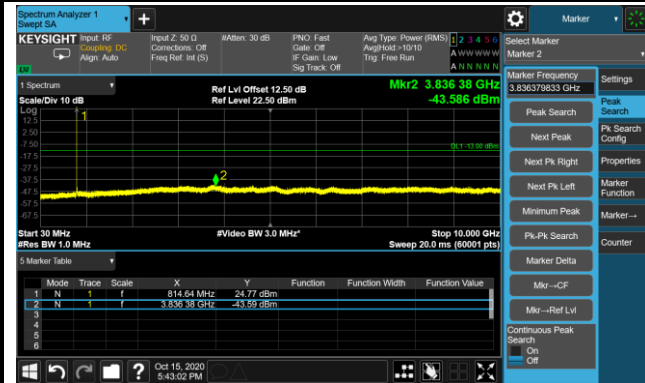 Spectrum Analyzer 1
Swept SA
+
Marker
KEYSIGHT Input: RF Input Z: 50 Ω #Atten: 30 dB PNO: Fast Avg Type: Power (RMS) 1 2 3 4 5 6
Coupling: DC Corrections: Off Gate: Off Avg|Hold:>10/10 A W W W W W
Align: Auto Freq Ref: Int (S) IF Gain: Low Trig: Free Run
Sig Track: Off A N N N N N
Select Marker
Marker 2
1 Spectrum
Ref Lvl Offset 12.50 dB
Mkr2 3.836 38 GHz
Scale/Div 10 dB
Ref Level 22.50 dBm
-43.586 dBm
Log
12.5
2.50
-7.50
DL1 -13.00 dBm
-17.5
-27.5
-37.5
-47.5
-57.5
-67.5
1
2
Start 30 MHz
#Video BW 3.0 MHz*
Stop 10.000 GHz
#Res BW 1.0 MHz
Sweep 20.0 ms (60001 pts)
5 Marker Table
Mode Trace Scale X Y Function Function Width Function Value
1 N 1 f 814.64 MHz 24.77 dBm
2 N 1 f 3.836 38 GHz -43.59 dBm
3
4
5
6
Marker Frequency
3.836379833 GHz
Peak Search
Next Peak
Next Pk Right
Next Pk Left
Minimum Peak
Pk-Pk Search
Marker Delta
Mkr→CF
Mkr→Ref Lvl
Continuous Peak
Search
On
Off
Settings
Peak
Search
Pk Search
Config
Properties
Marker
Function
Marker→
Counter
?
Oct 15, 2020
5:43:02 PM